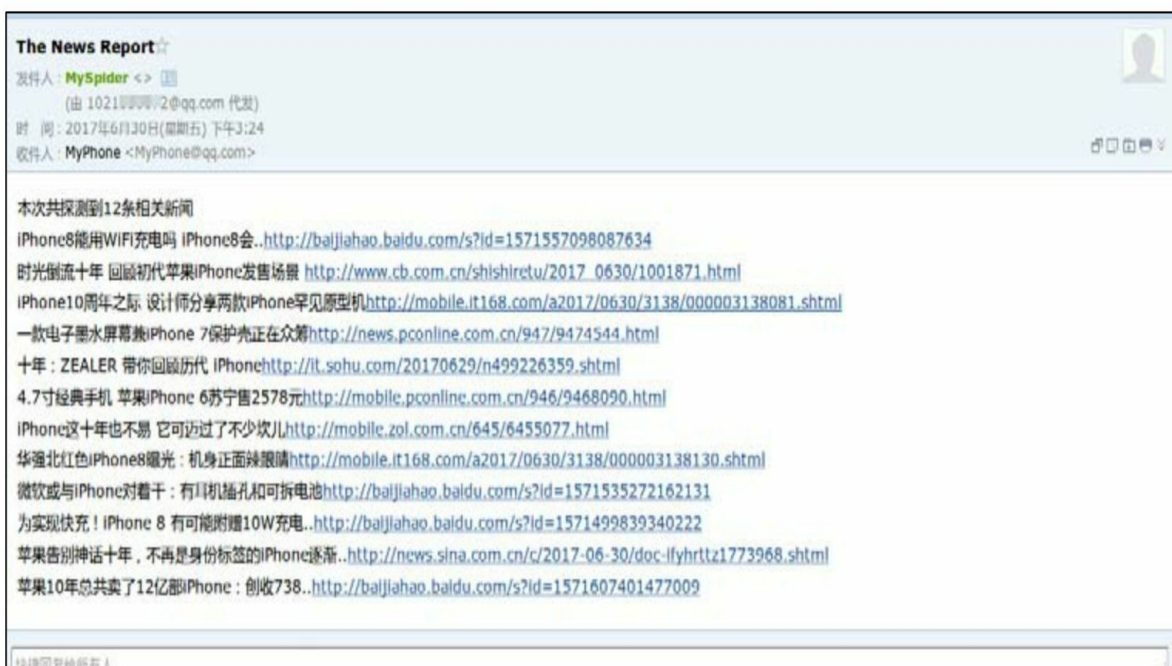 The News Report☆
发件人：MySpider <>
(由 1021 2@qq.com 代发)
时 间：2017年6月30日(星期五) 下午3:24
收件人：MyPhone <MyPhone@qq.com>
本次共探测到12条相关新闻
iPhone8能用WiFi充电吗 iPhone8会..http://baijiahao.baidu.com/s?id=1571557098087634
时光倒流十年 回顾初代苹果iPhone发售场景 http://www.cb.com.cn/shishiretu/2017_0630/1001871.html
iPhone10周年之际 设计师分享两款iPhone罕见原型机http://mobile.it168.com/a2017/0630/3138/000003138081.shtml
一款电子墨水屏幕兼iPhone 7保护壳正在众筹http://news.pconline.com.cn/947/9474544.html
十年：ZEALER 带你回顾历代 iPhonehttp://it.sohu.com/20170629/n499226359.shtml
4.7寸经典手机 苹果iPhone 6苏宁售2578元http://mobile.pconline.com.cn/946/9468090.html
iPhone这十年也不易 它可迈过了不少坎儿http://mobile.zol.com.cn/645/6455077.html
华强北红色iPhone8曝光：机身正面辣眼睛http://mobile.it168.com/a2017/0630/3138/000003138130.shtml
微软或与iPhone对着干：有耳机插孔和可拆电池http://baijiahao.baidu.com/s?id=1571535272162131
为实现快充！iPhone 8 有可能附赠10W充电..http://baijiahao.baidu.com/s?id=1571499839340222
苹果告别神话十年，不再是身份标签的iPhone逐渐..http://news.sina.com.cn/c/2017-06-30/doc-ifyhrttz1773968.shtml
苹果10年总共卖了12亿部iPhone：创收738..http://baijiahao.baidu.com/s?id=1571607401477009
快捷回复给所有人